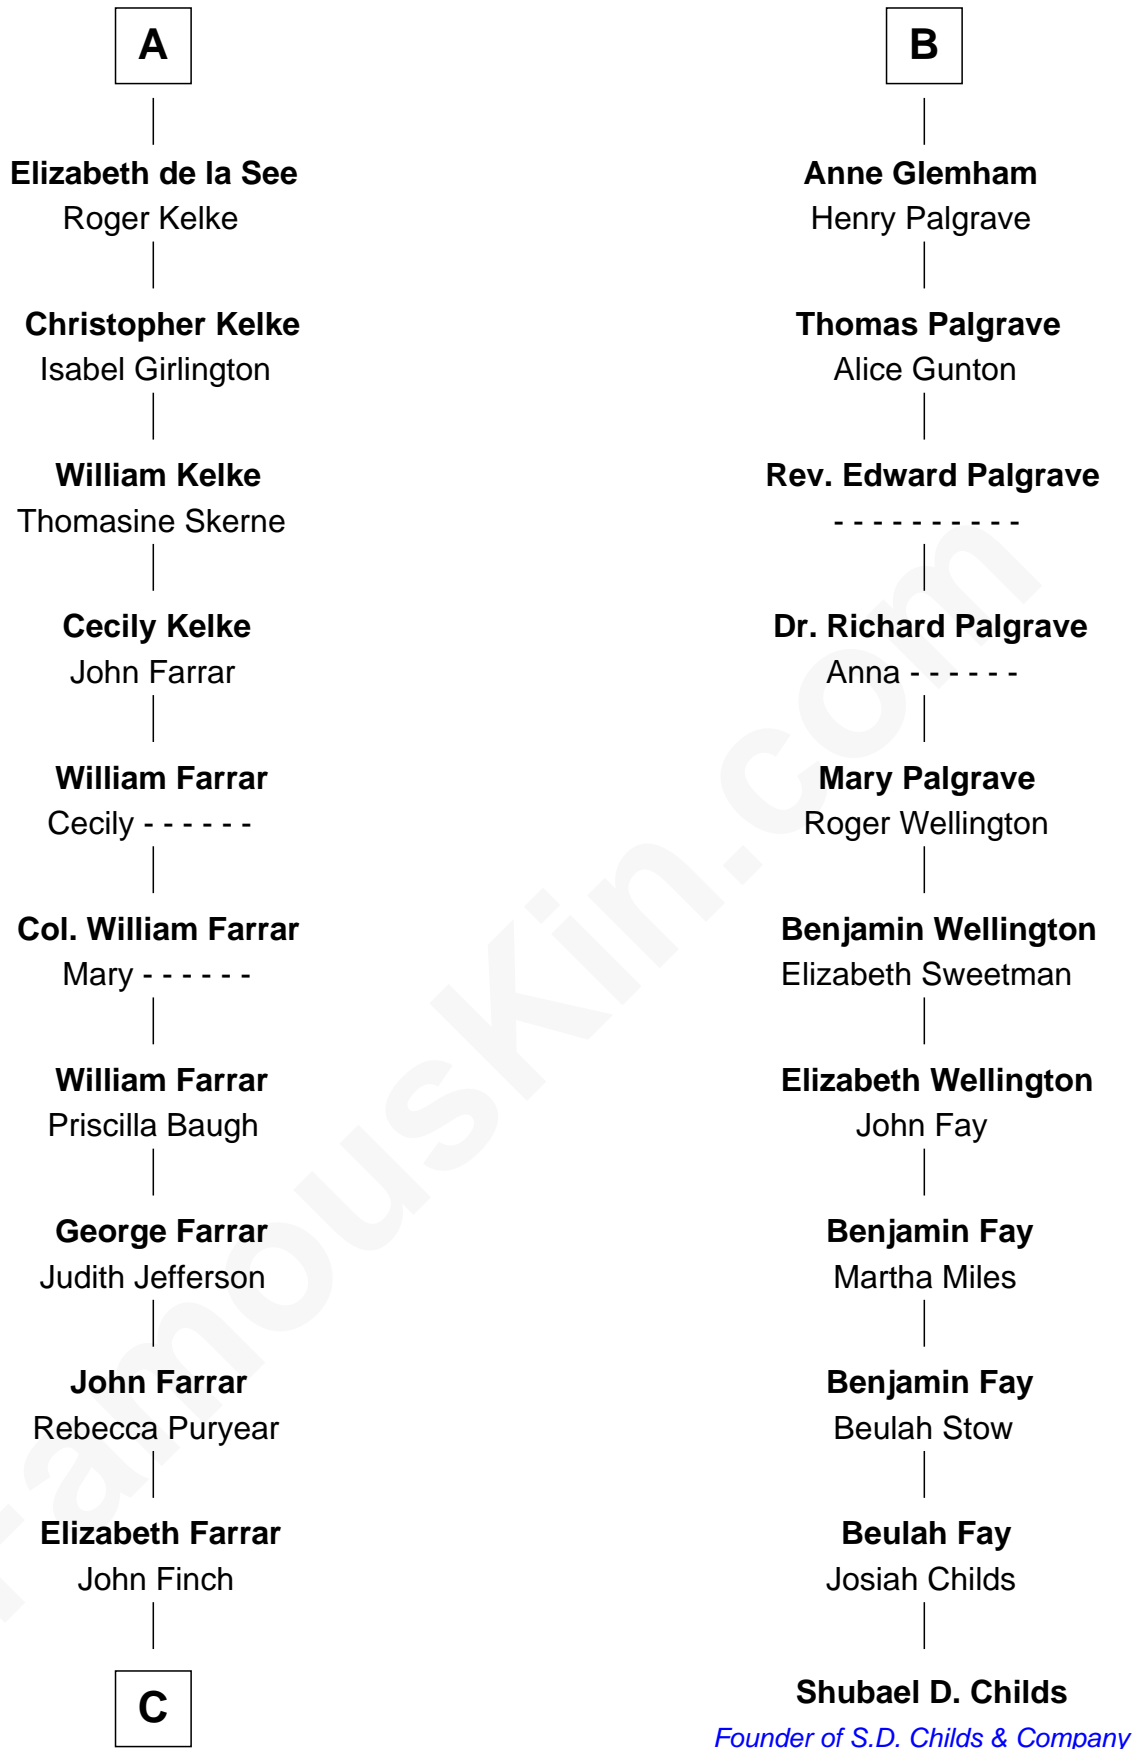 A
Elizabeth de la See
Roger Kelke
Christopher Kelke
Isabel Girlington
William Kelke
Thomasine Skerne
Cecily Kelke
John Farrar
William Farrar
Cecily - - - - - -
Col. William Farrar
Mary - - - - - -
William Farrar
Priscilla Baugh
George Farrar
Judith Jefferson
John Farrar
Rebecca Puryear
Elizabeth Farrar
John Finch
C
B
Anne Glemham
Henry Palgrave
Thomas Palgrave
Alice Gunton
Rev. Edward Palgrave
- - - - - - - - - -
Dr. Richard Palgrave
Anna - - - - - -
Mary Palgrave
Roger Wellington
Benjamin Wellington
Elizabeth Sweetman
Elizabeth Wellington
John Fay
Benjamin Fay
Martha Miles
Benjamin Fay
Beulah Stow
Beulah Fay
Josiah Childs
Shubael D. Childs
Founder of S.D. Childs & Company
FamousKin.com